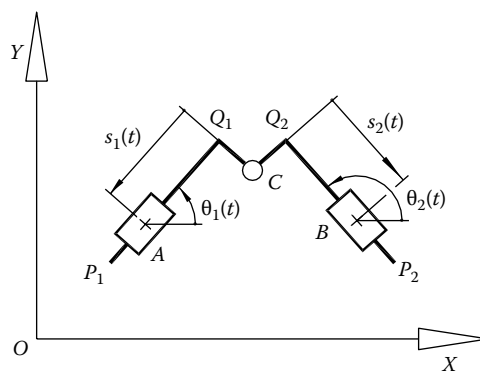 Y
Q1 Q2
s1(t) s2(t)
C
θ1(t) θ2(t)
A B
P1 P2
O
X